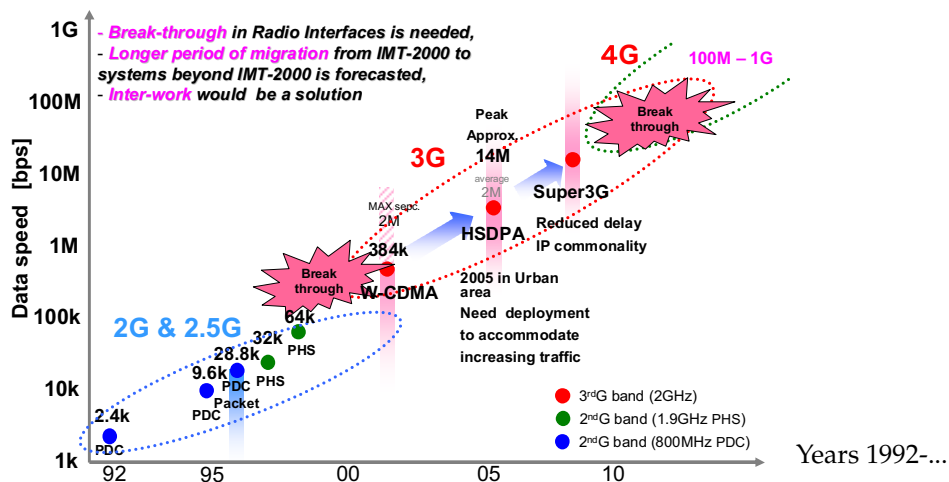 - Break-through in Radio Interfaces is needed,
- Longer period of migration from IMT-2000 to
systems beyond IMT-2000 is forecasted,
- Inter-work would be a solution
1G
100M
10M
1M
100k
10k
1k
Data speed [bps]
4G
100M – 1G
Break
through
Peak
Approx.
14M
average
2M
3G
Super3G
Reduced delay
IP commonality
MAX sepc.
2M
384k
HSDPA
W-CDMA
Break
through
2005 in Urban
area
Need deployment
to accommodate
increasing traffic
2G & 2.5G
64k
PHS
32k
PHS
28.8k
PDC
Packet
9.6k
PDC
2.4k
PDC
3rdG band (2GHz)
2ndG band (1.9GHz PHS)
2ndG band (800MHz PDC)
92
95
00
05
10
Years 1992-...